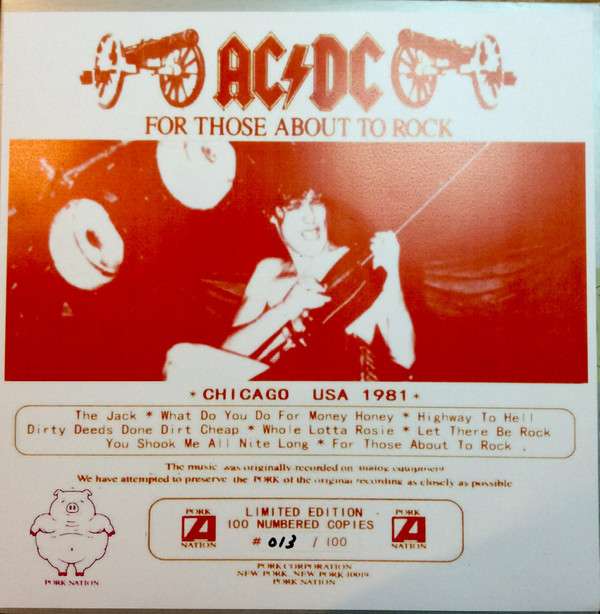 AC⚡DC
FOR THOSE ABOUT TO ROCK
* CHICAGO USA 1981 *
The Jack * What Do You Do For Money Honey * Highway To Hell
Dirty Deeds Done Dirt Cheap * Whole Lotta Rosie * Let There Be Rock
You Shook Me All Nite Long * For Those About To Rock .
The music was originally recorded on analog equipment
We have attempted to preserve the PORK of the original recording as closely as possible
PORK NATION
PORK
NATION
LIMITED EDITION
100 NUMBERED COPIES
# 013 / 100
PORK
NATION
PORK CORPORATION
NEW PORK, NEW PORK 10019
PORK NATION